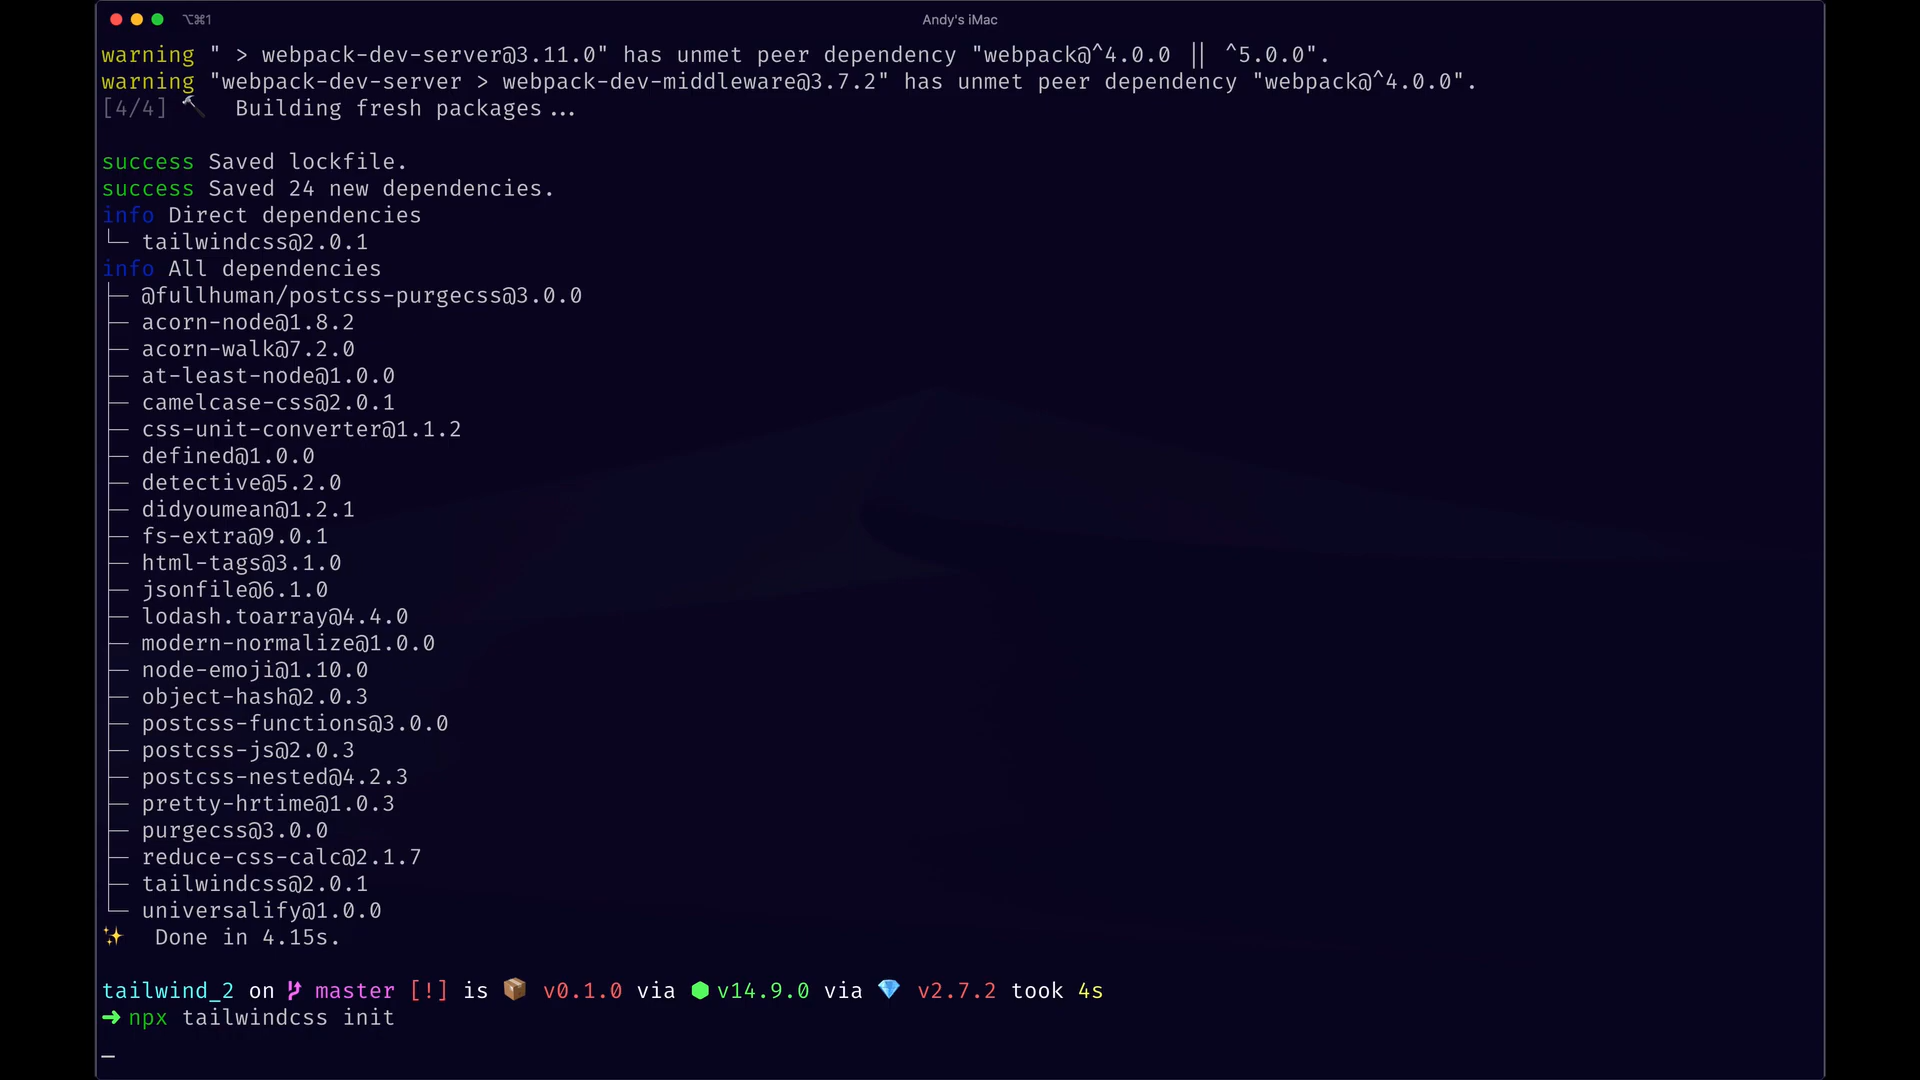 ⌥⌘1
Andy's iMac
warning " > webpack-dev-server@3.11.0" has unmet peer dependency "webpack@^4.0.0 || ^5.0.0".
warning "webpack-dev-server > webpack-dev-middleware@3.7.2" has unmet peer dependency "webpack@^4.0.0".
[4/4] 🔨 Building fresh packages...
success Saved lockfile.
success Saved 24 new dependencies.
info Direct dependencies
└─ tailwindcss@2.0.1
info All dependencies
├─ @fullhuman/postcss-purgecss@3.0.0
├─ acorn-node@1.8.2
├─ acorn-walk@7.2.0
├─ at-least-node@1.0.0
├─ camelcase-css@2.0.1
├─ css-unit-converter@1.1.2
├─ defined@1.0.0
├─ detective@5.2.0
├─ didyoumean@1.2.1
├─ fs-extra@9.0.1
├─ html-tags@3.1.0
├─ jsonfile@6.1.0
├─ lodash.toarray@4.4.0
├─ modern-normalize@1.0.0
├─ node-emoji@1.10.0
├─ object-hash@2.0.3
├─ postcss-functions@3.0.0
├─ postcss-js@2.0.3
├─ postcss-nested@4.2.3
├─ pretty-hrtime@1.0.3
├─ purgecss@3.0.0
├─ reduce-css-calc@2.1.7
├─ tailwindcss@2.0.1
└─ universalify@1.0.0
✨ Done in 4.15s.
tailwind_2 on master [!] is 📦 v0.1.0 via ⬢ v14.9.0 via 💎 v2.7.2 took 4s
➜ npx tailwindcss init